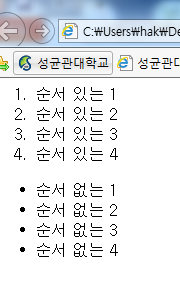 C:₩Users₩hak₩De
성균관대학교 성균관대
1. 순서 있는 1
2. 순서 있는 2
3. 순서 있는 3
4. 순서 있는 4
• 순서 없는 1
• 순서 없는 2
• 순서 없는 3
• 순서 없는 4